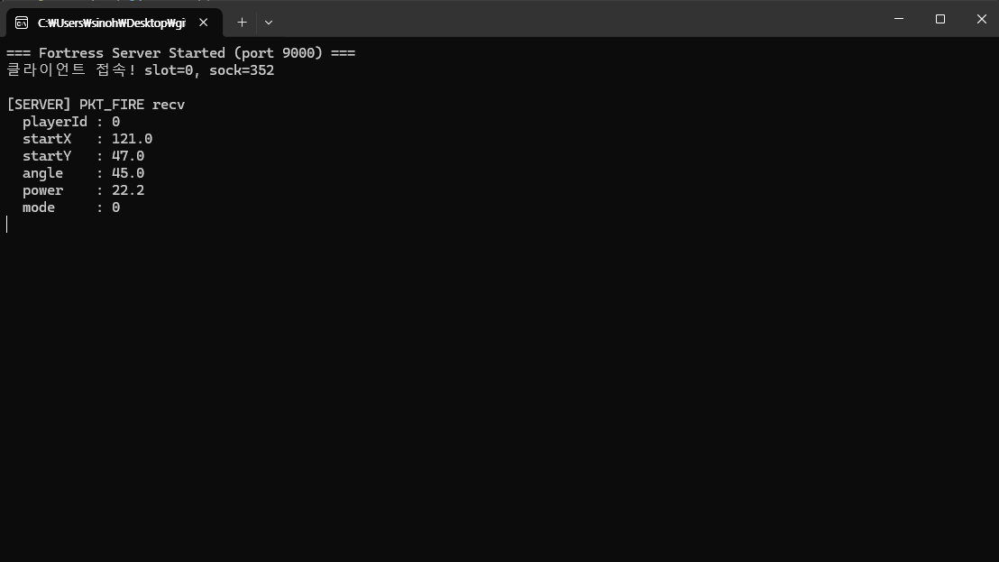 C:₩Users₩sinoh₩Desktop₩gi
=== Fortress Server Started (port 9000) ===
클라이언트 접속! slot=0, sock=352
[SERVER] PKT_FIRE recv
playerId : 0
startX : 121.0
startY : 47.0
angle : 45.0
power : 22.2
mode : 0